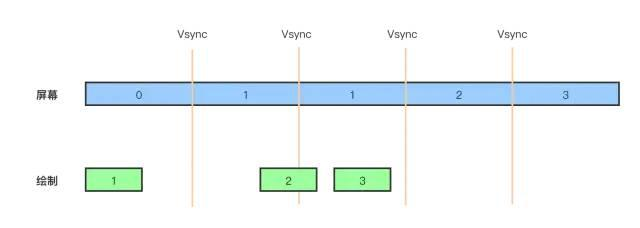 Vsync Vsync Vsync Vsync
屏幕 0 1 1 2 3
绘制 1 2 3